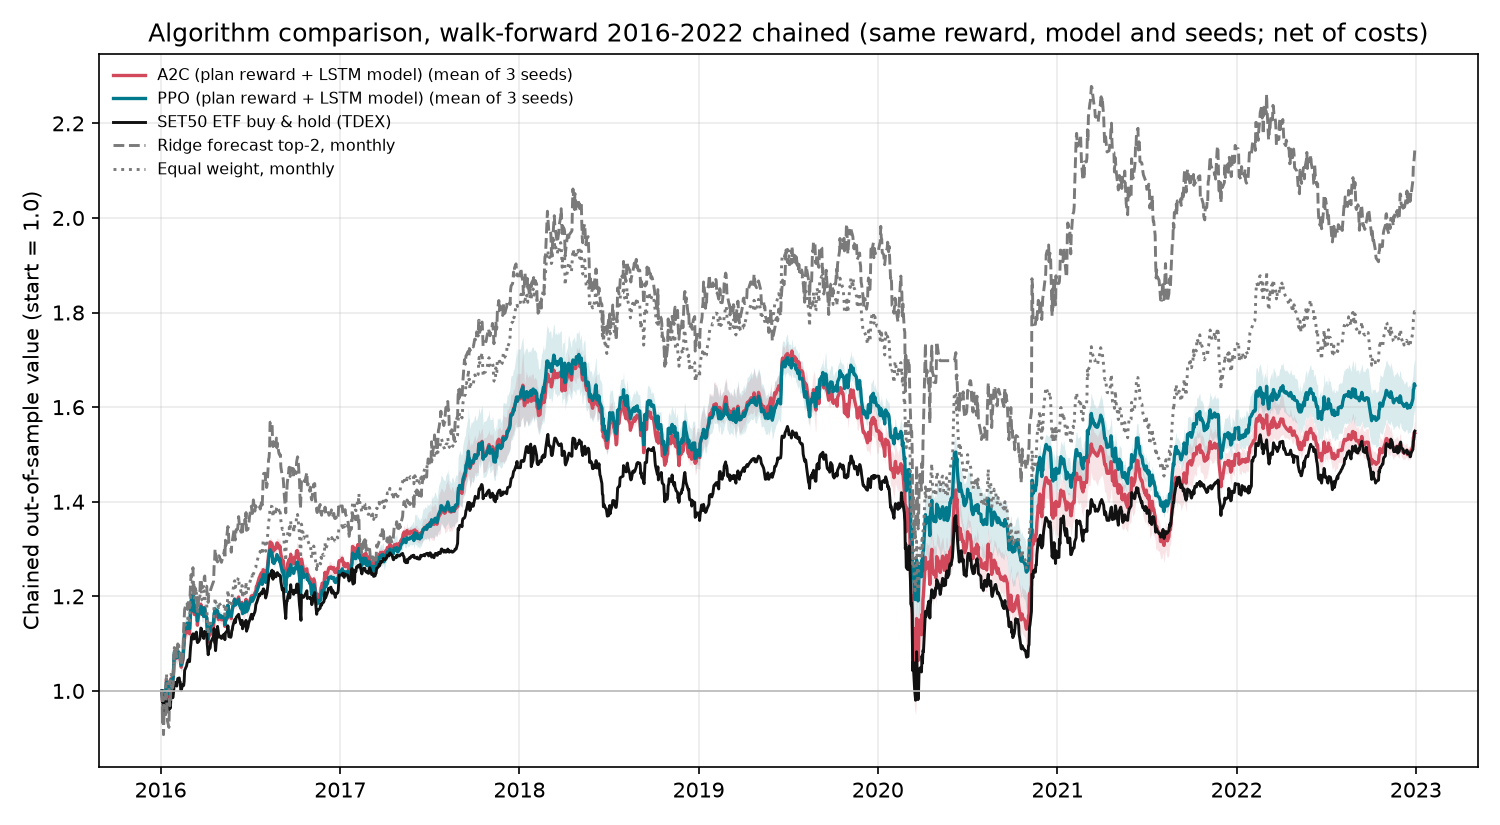 Algorithm comparison, walk-forward 2016-2022 chained (same reward, model and seeds; net of costs)
A2C (plan reward + LSTM model) (mean of 3 seeds)
PPO (plan reward + LSTM model) (mean of 3 seeds)
SET50 ETF buy & hold (TDEX)
Ridge forecast top-2, monthly
Equal weight, monthly
Chained out-of-sample value (start = 1.0)
2.2
2.0
1.8
1.6
1.4
1.2
1.0
2016 2017 2018 2019 2020 2021 2022 2023